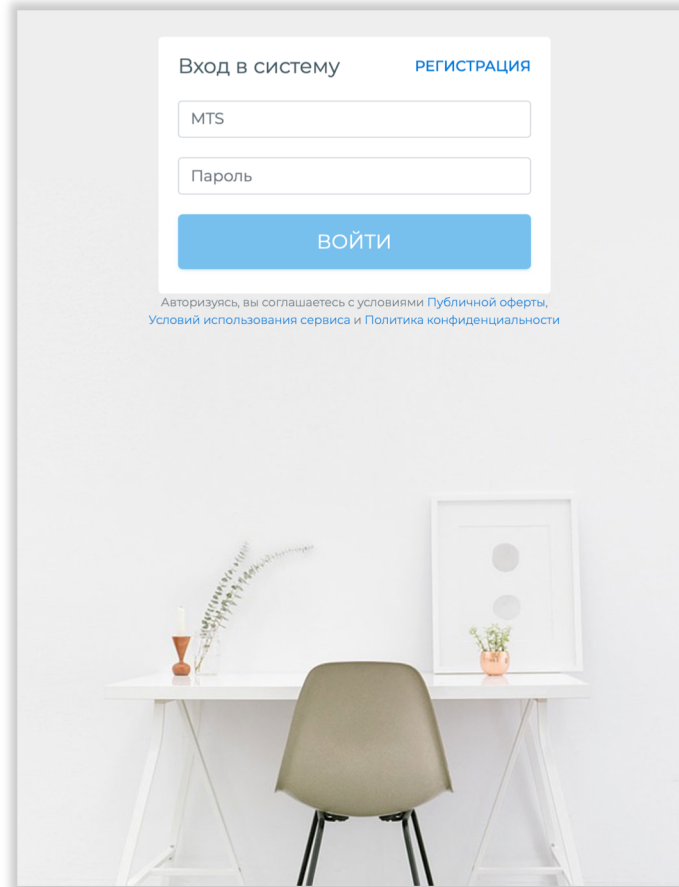 Вход в систему РЕГИСТРАЦИЯ
MTS
Пароль
ВОЙТИ
Авторизуясь, вы соглашаетесь с условиями Публичной оферты,
Условий использования сервиса и Политика конфиденциальности